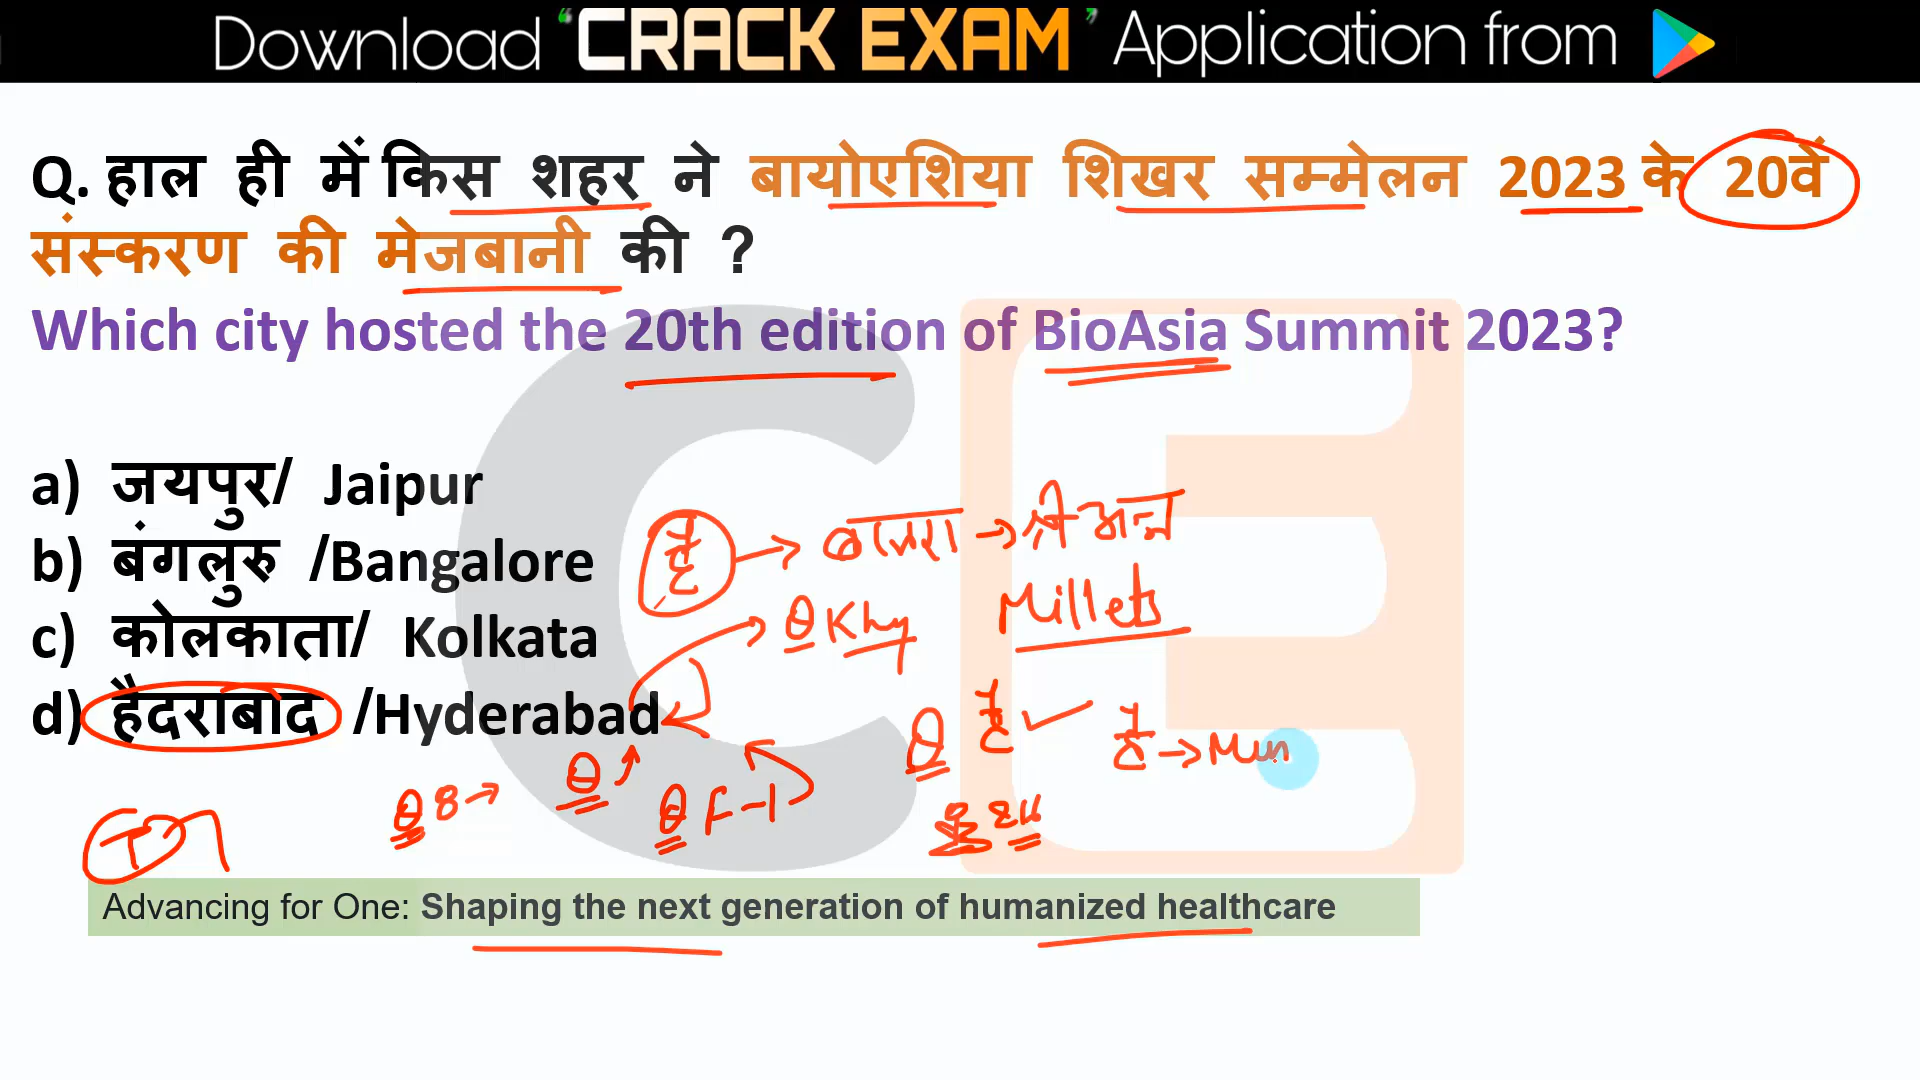 Download 'CRACK EXAM' Application from
Q. हाल ही में किस शहर ने बायोएशिया शिखर सम्मेलन 2023 के 20वें
संस्करण की मेजबानी की ?
Which city hosted the 20th edition of BioAsia Summit 2023?
a) जयपुर/ Jaipur
b) बंगलुरु /Bangalore
c) कोलकाता/ Kolkata
d) हैदराबाद /Hyderabad
Millets
F-1
Advancing for One: Shaping the next generation of humanized healthcare